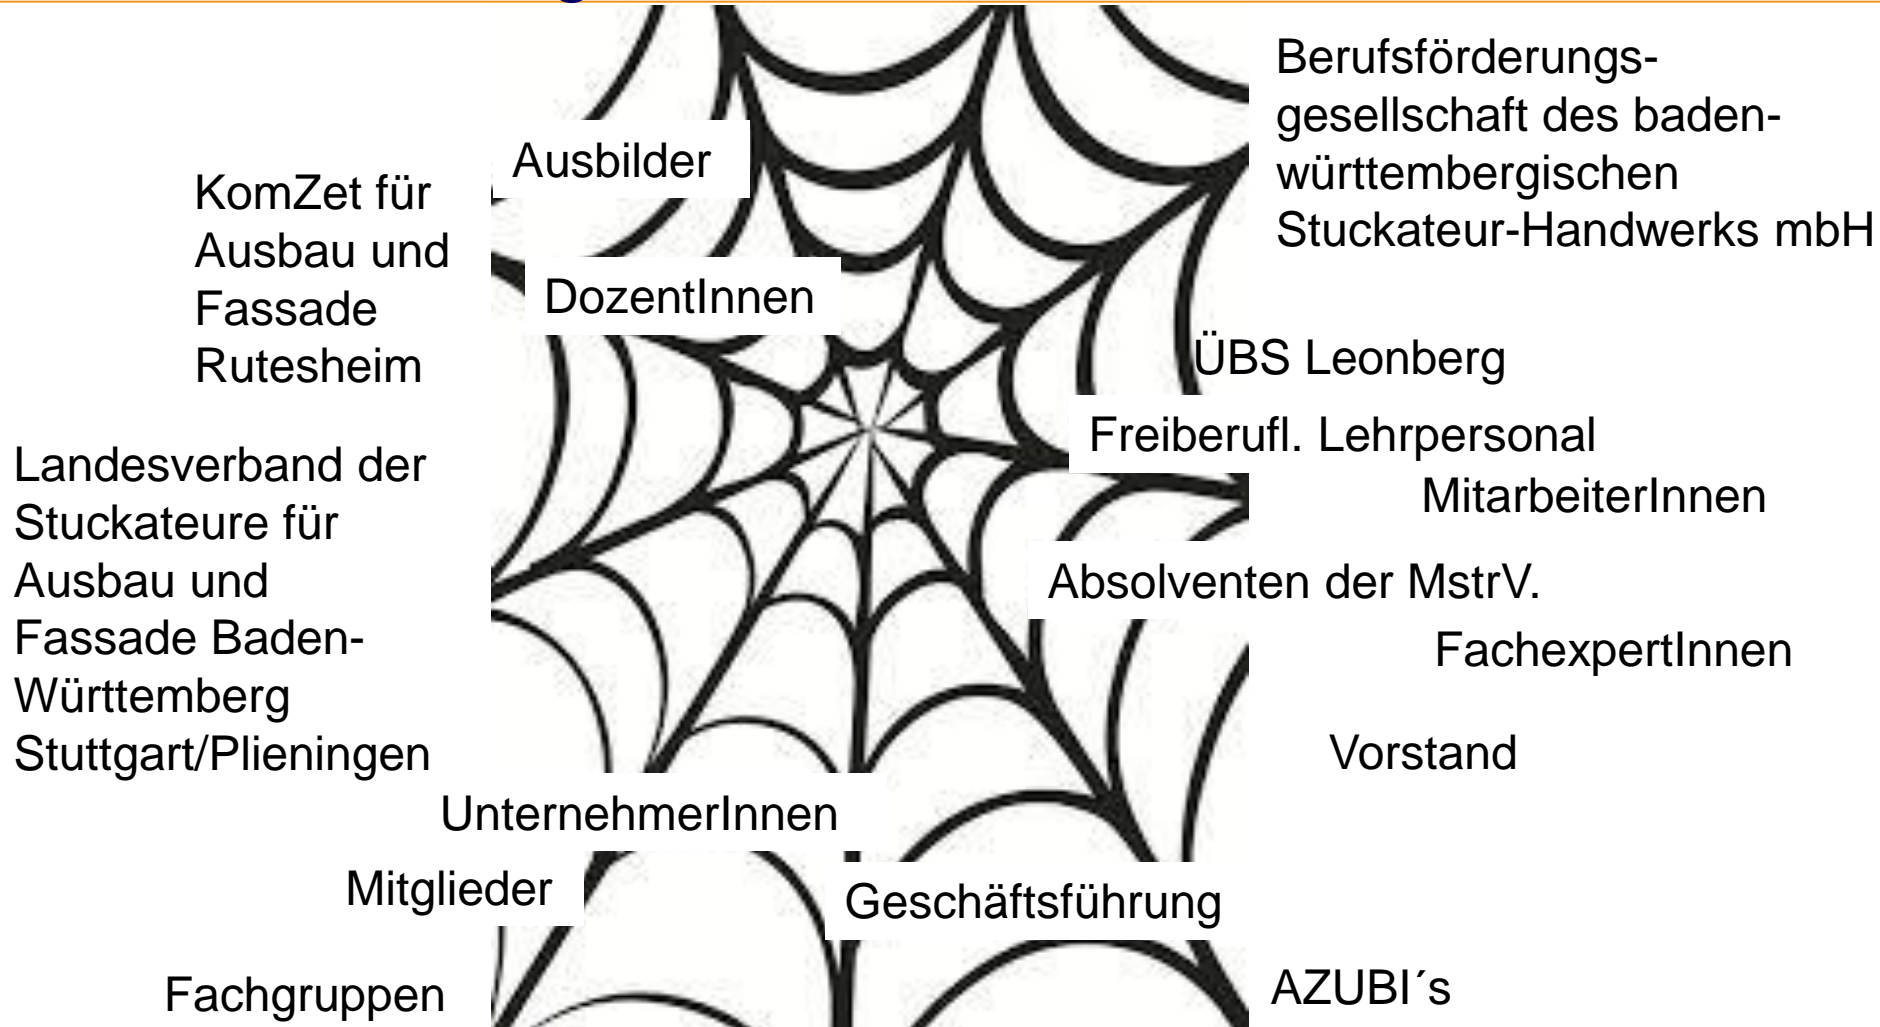 Berufsförderungs-
gesellschaft des baden-
württembergischen
Stuckateur-Handwerks mbH
Ausbilder
KomZet für
Ausbau und
Fassade
Rutesheim
DozentInnen
ÜBS Leonberg
Freiberufl. Lehrpersonal
MitarbeiterInnen
Landesverband der
Stuckateure für
Ausbau und
Fassade Baden-
Württemberg
Stuttgart/Plieningen
Absolventen der MstrV.
FachexpertInnen
Vorstand
UnternehmerInnen
Mitglieder
Geschäftsführung
Fachgruppen
AZUBI´s